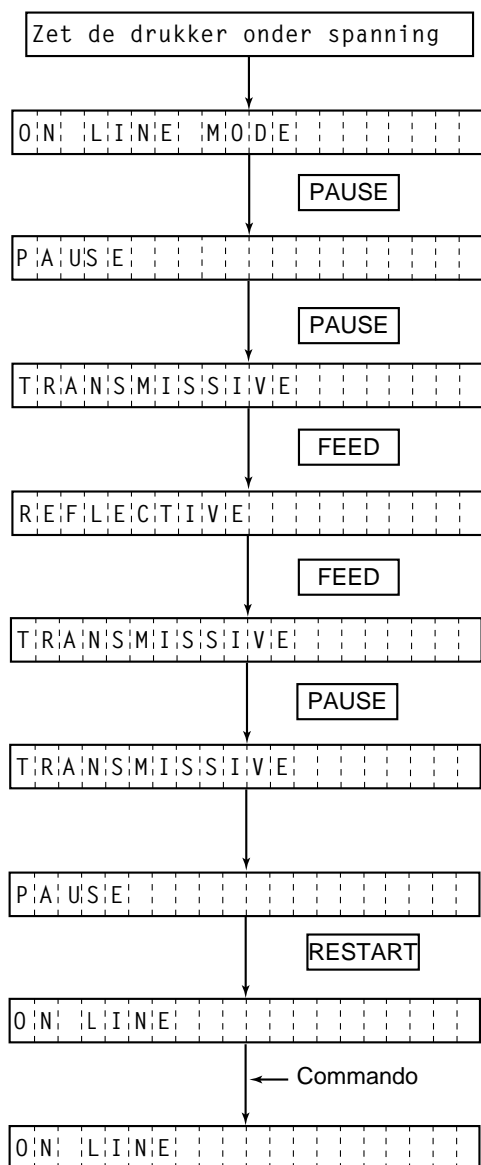 Zet de drukker onder spanning
ON LINE MODE
PAUSE
PAUSE
PAUSE
TRANSMISSIVE
FEED
REFLECTIVE
FEED
TRANSMISSIVE
PAUSE
TRANSMISSIVE
PAUSE
RESTART
ON LINE
Commando
ON LINE